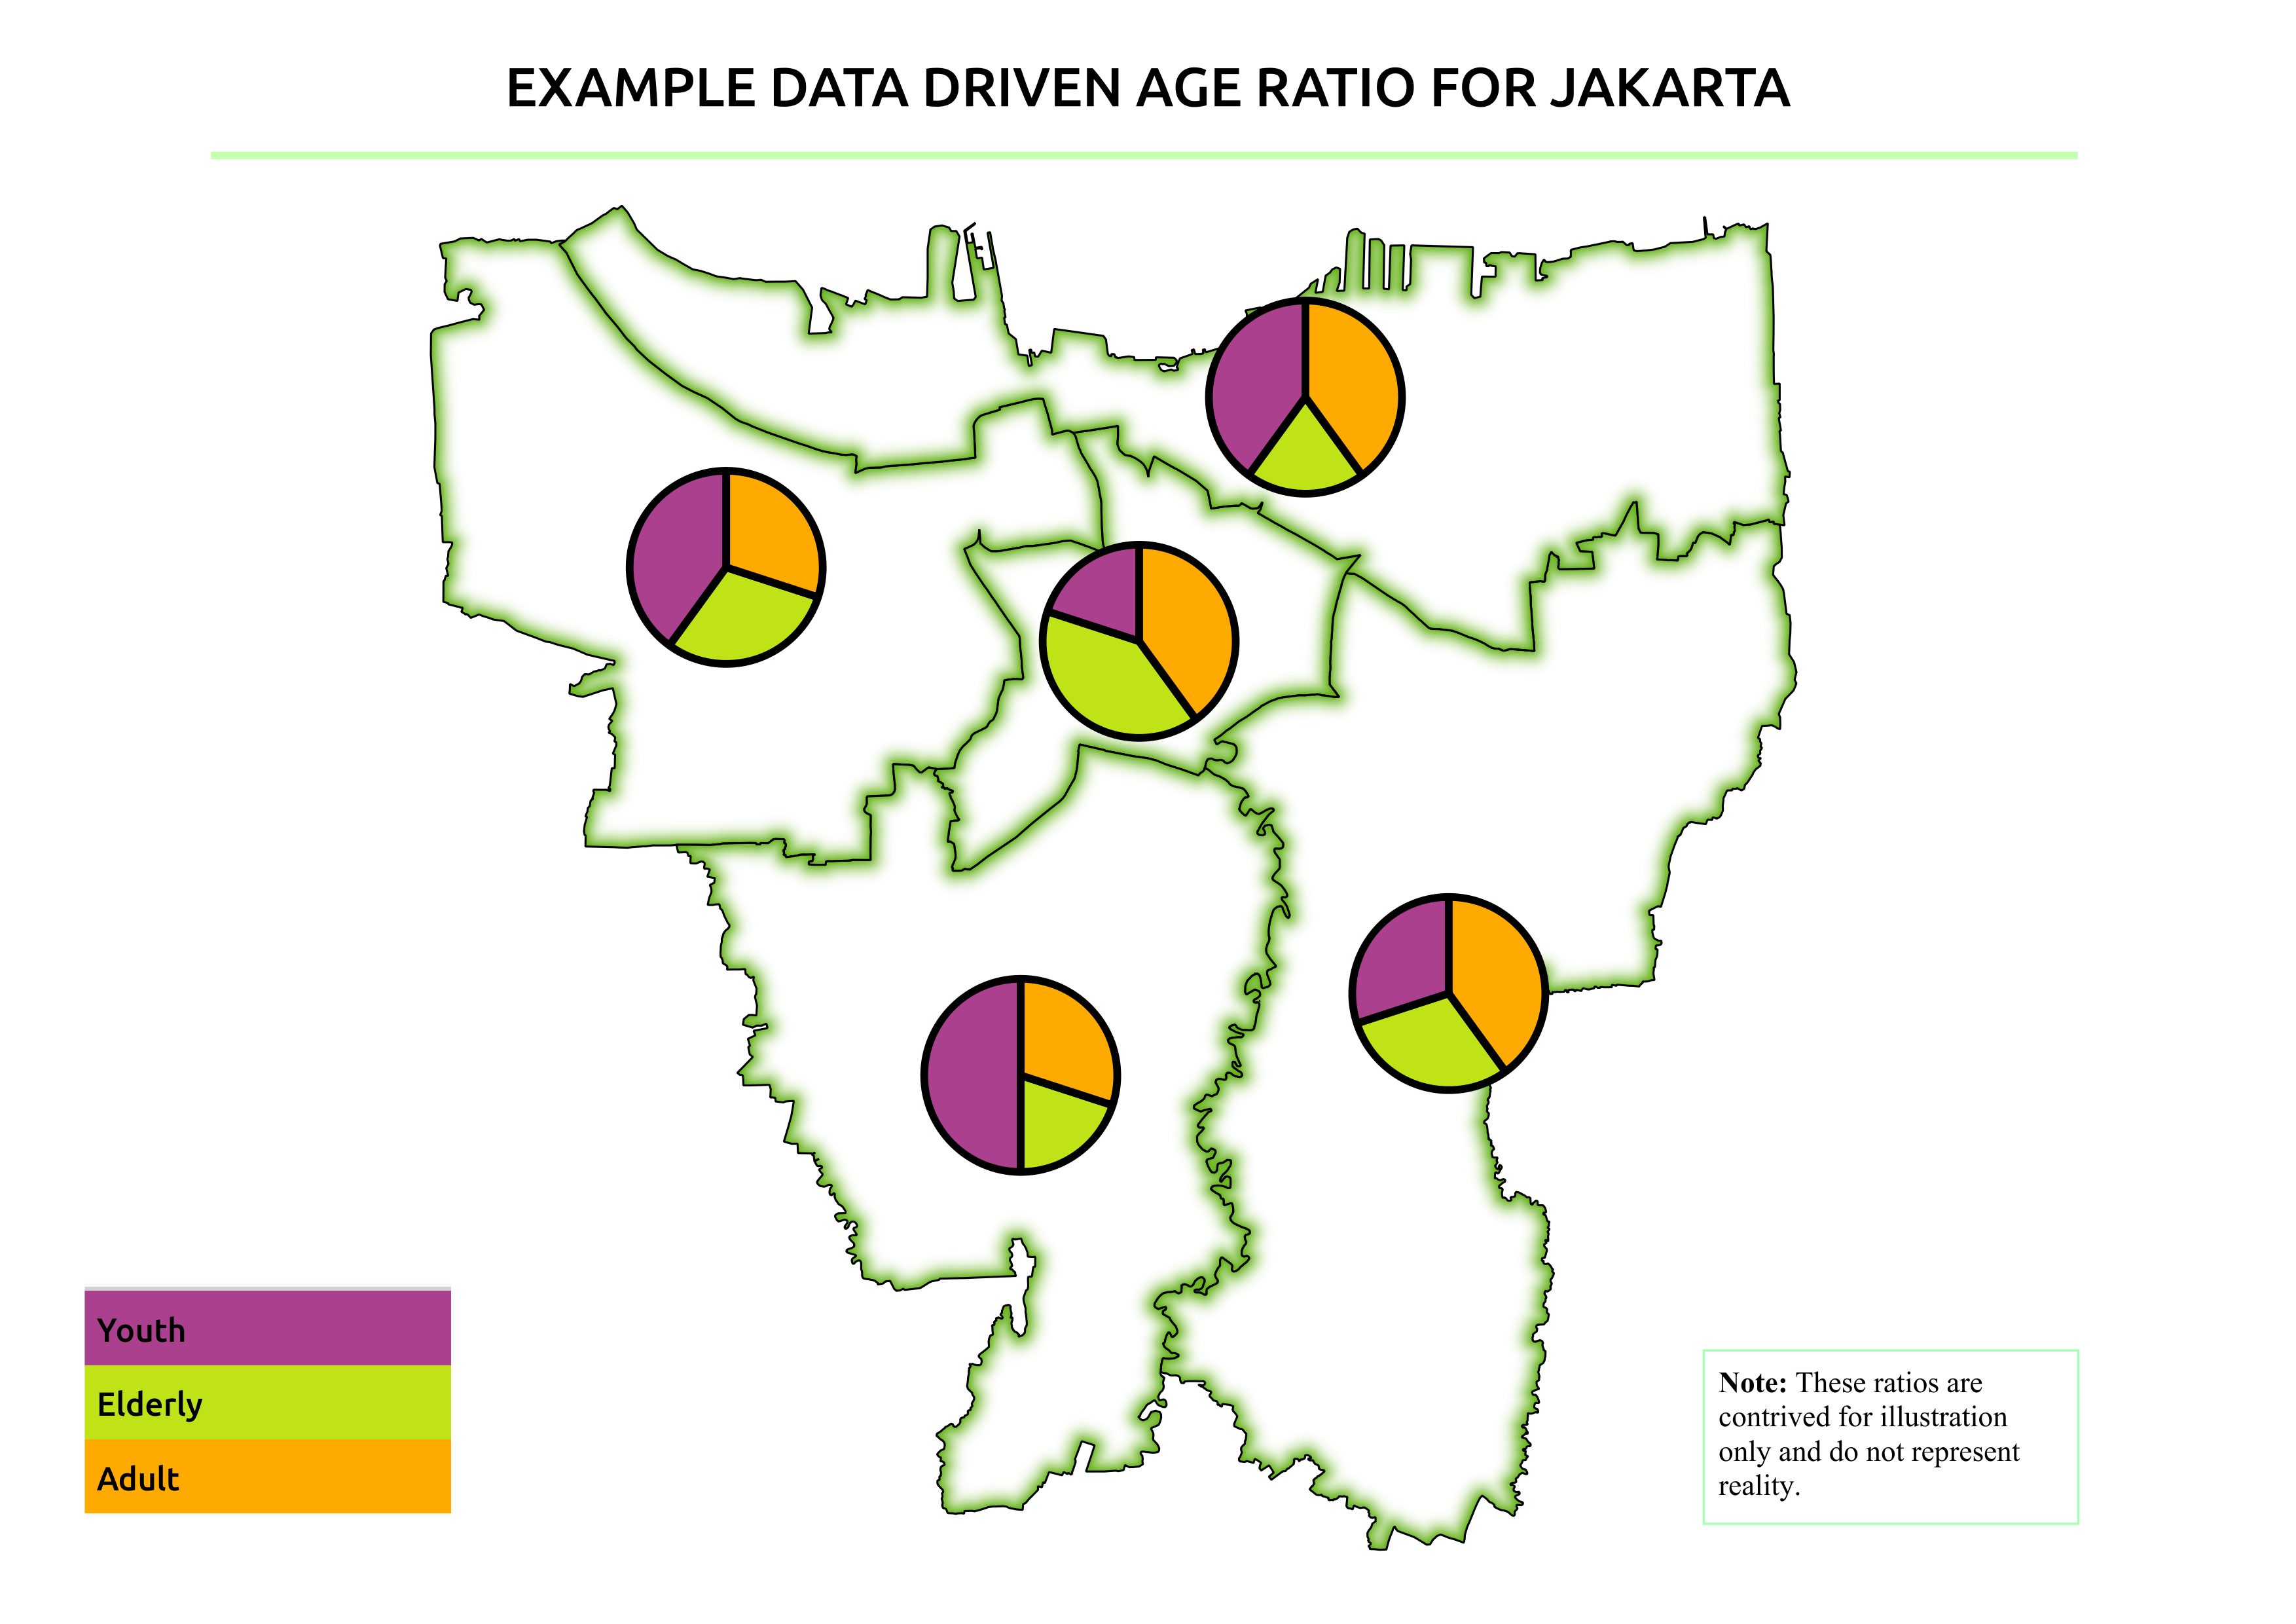 EXAMPLE DATA DRIVEN AGE RATIO FOR JAKARTA
Youth
Elderly
Adult
Note: These ratios are
contrived for illustration
only and do not represent
reality.